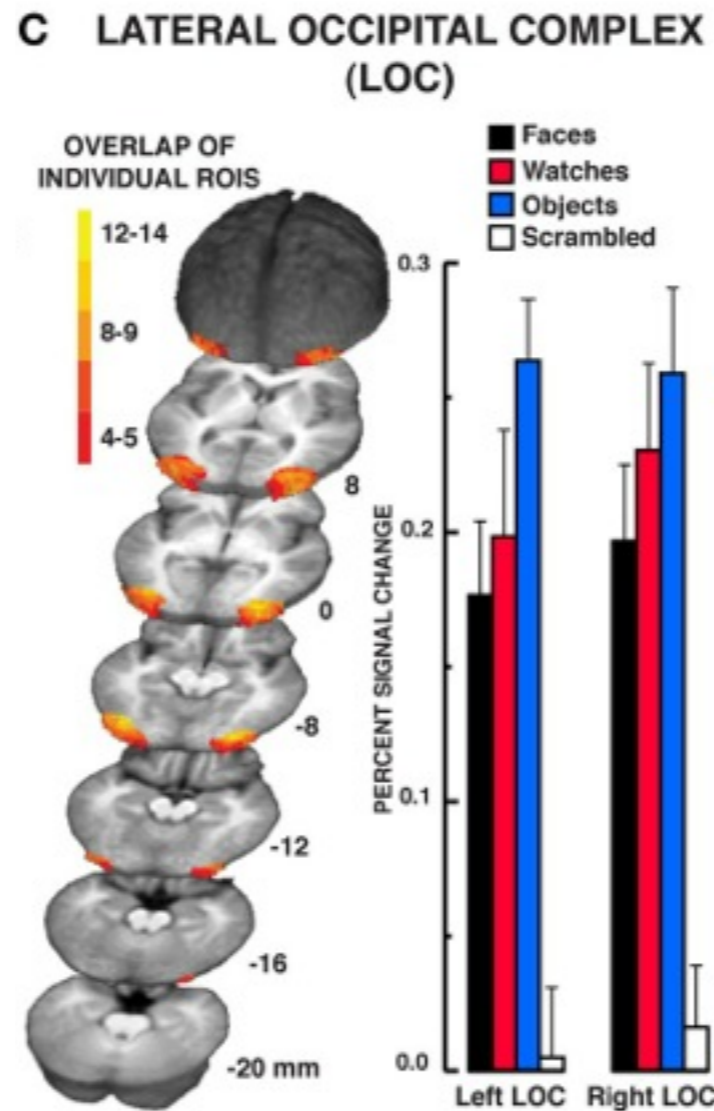 C LATERAL OCCIPITAL COMPLEX
(LOC)
OVERLAP OF
INDIVIDUAL ROIS
12-14
8-9
4-5
8
0
-8
-12
-16
-20 mm
Faces
Watches
Objects
Scrambled
PERCENT SIGNAL CHANGE
0.3
0.2
0.1
0.0
Left LOC Right LOC